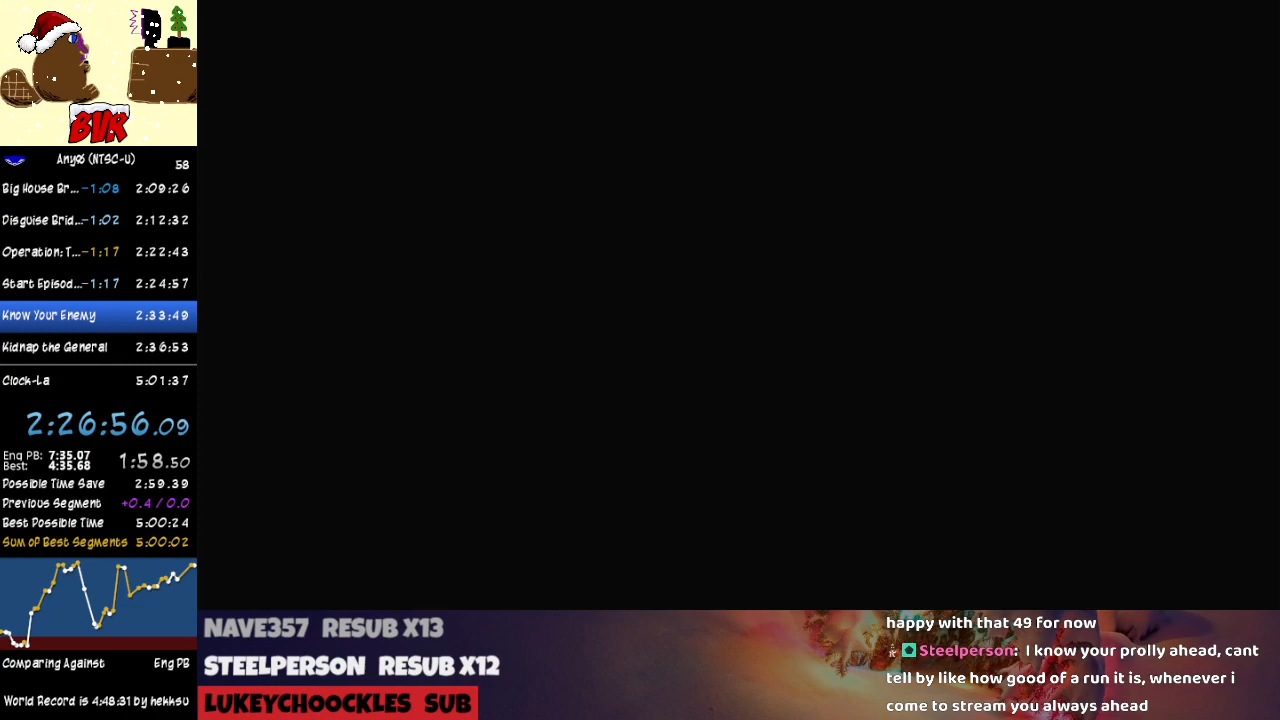 BVR
Any% (NTSC-U)
58
Big House Br... -1:08 2:09:26
Disguise Brid... -1:02 2:12:32
Operation: T... -1:17 2:22:43
Start Episod... -1:17 2:24:57
Know Your Enemy 2:33:49
Kidnap the General 2:36:53
Clock-La 5:01:37
2:26:56.09
Eng PB: 7:35.07
Best: 4:35.68
1:58.50
Possible Time Save 2:59.39
Previous Segment +0.4 / 0.0
Best Possible Time 5:00:24
Sum of Best Segments 5:00:02
Comparing Against Eng PB
World Record is 4:48:31 by hekksu
NAVE357 RESUB X13
STEELPERSON RESUB X12
LUKEYCHOOCKLES SUB
happy with that 49 for now
Steelperson: I know your prolly ahead, cant
tell by like how good of a run it is, whenever i
come to stream you always ahead